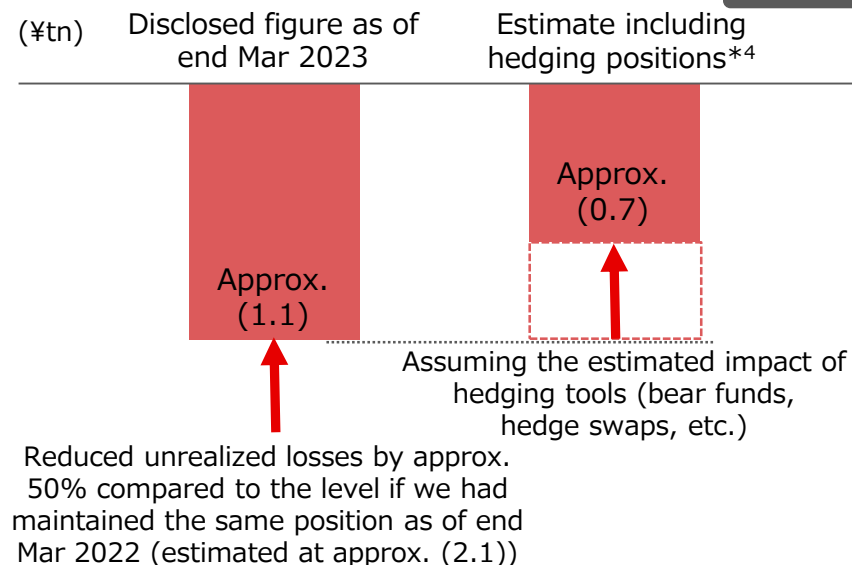 (¥tn)
Disclosed figure as of
end Mar 2023
Estimate including
hedging positions*4
Approx.
(1.1)
Approx.
(0.7)
Assuming the estimated impact of
hedging tools (bear funds,
hedge swaps, etc.)
Reduced unrealized losses by approx.
50% compared to the level if we had
maintained the same position as of end
Mar 2022 (estimated at approx. (2.1))